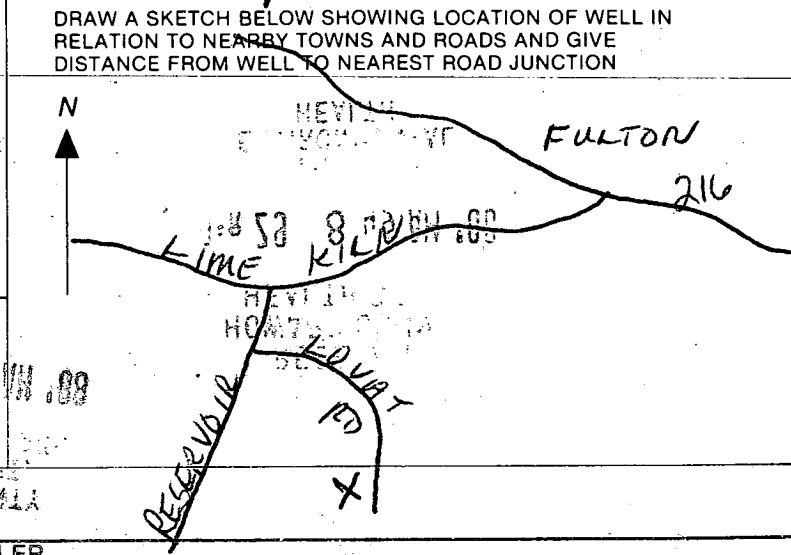 DRAW A SKETCH BELOW SHOWING LOCATION OF WELL IN
RELATION TO NEARBY TOWNS AND ROADS AND GIVE
DISTANCE FROM WELL TO NEAREST ROAD JUNCTION
N
FULTON
216
LIME KILN
LOVAT
RD
RESERVOIR
X